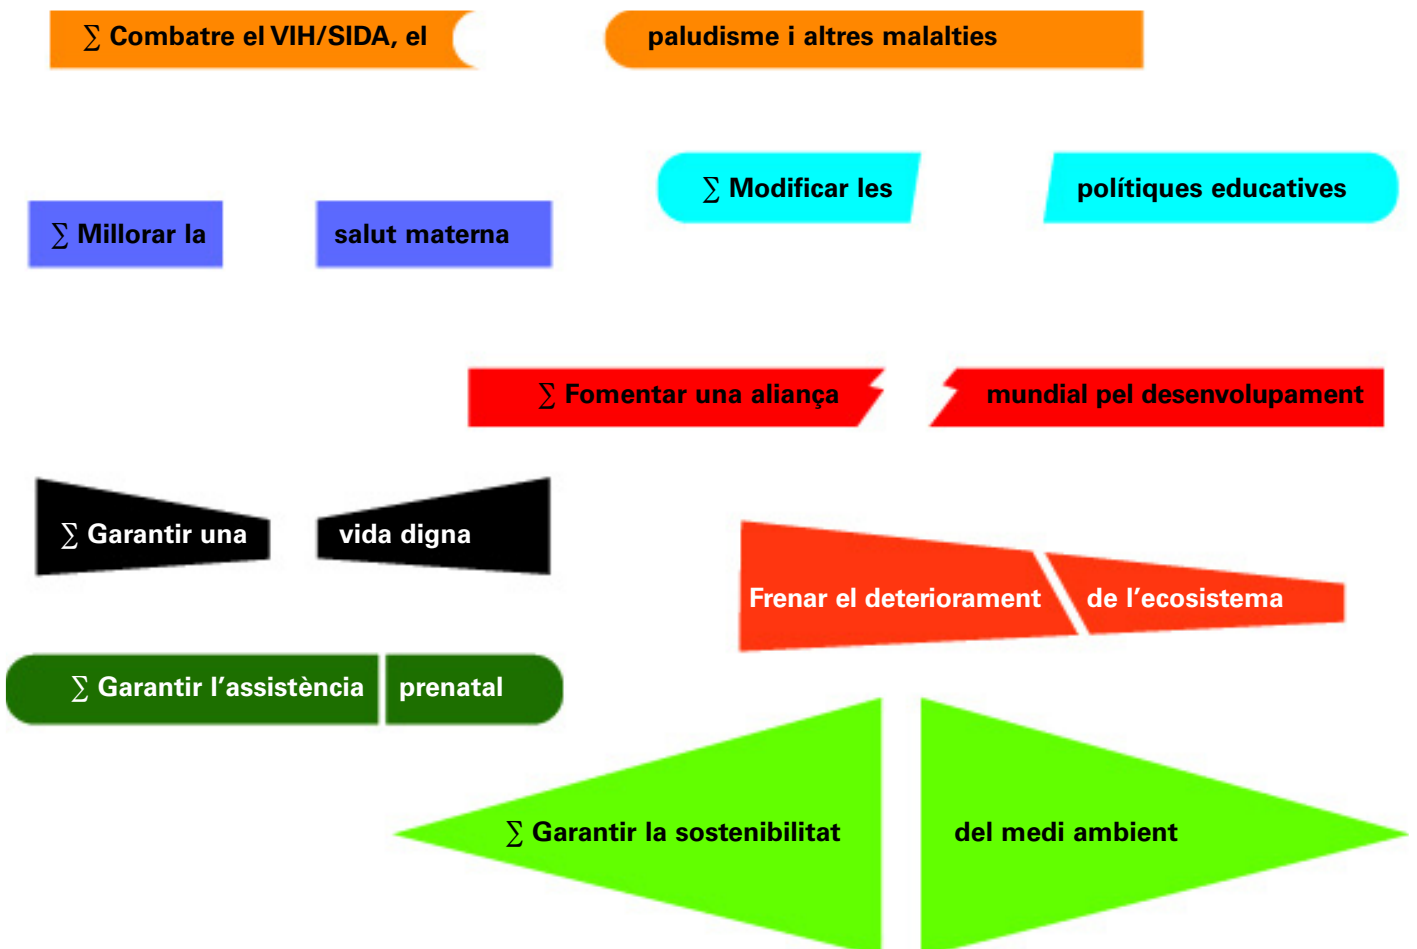 ∑ Combatre el VIH/SIDA, el paludisme i altres malalties
∑ Modificar les polítiques educatives
∑ Millorar la salut materna
∑ Fomentar una aliança mundial pel desenvolupament
∑ Garantir una vida digna
Frenar el deteriorament de l'ecosistema
∑ Garantir l'assistència prenatal
∑ Garantir la sostenibilitat del medi ambient